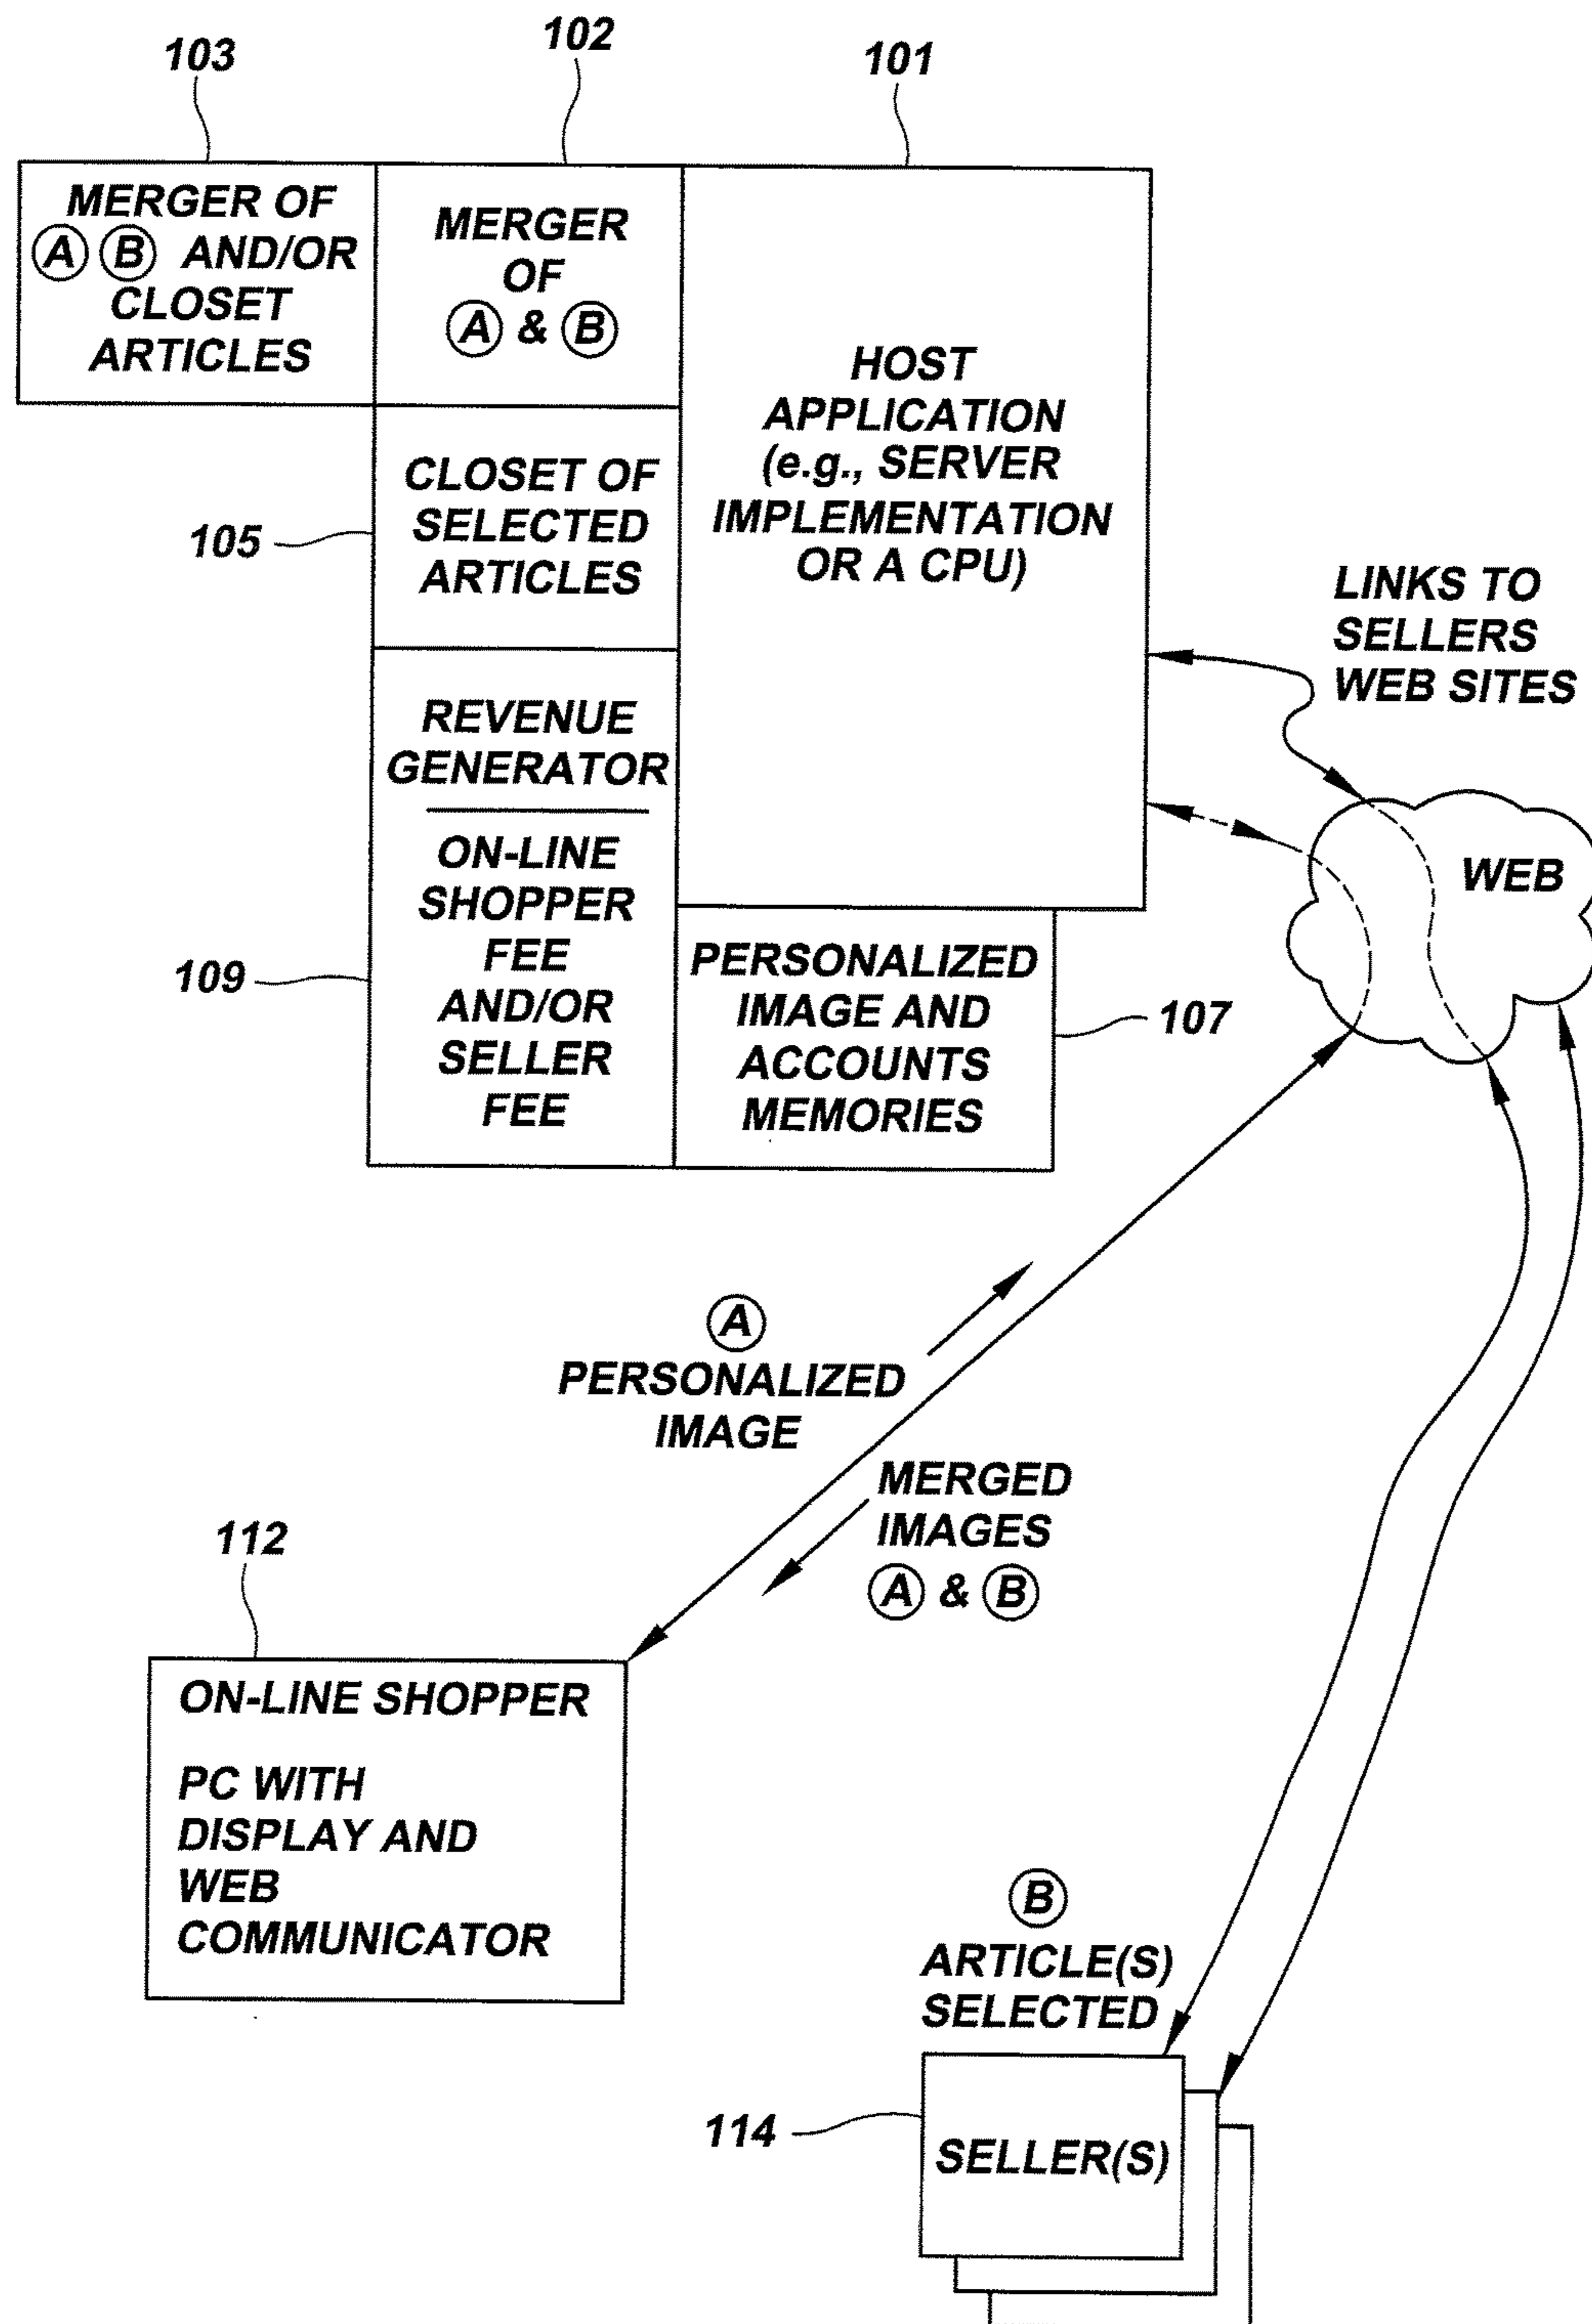 103
102
101
MERGER OF
A B AND/OR
CLOSET
ARTICLES
MERGER
OF
A & B
HOST
APPLICATION
(e.g., SERVER
IMPLEMENTATION
OR A CPU)
105
CLOSET OF
SELECTED
ARTICLES
LINKS TO
SELLERS
WEB SITES
REVENUE
GENERATOR
ON-LINE
SHOPPER
FEE
AND/OR
SELLER
FEE
109
PERSONALIZED
IMAGE AND
ACCOUNTS
MEMORIES
107
WEB
A
PERSONALIZED
IMAGE
MERGED
IMAGES
A & B
112
ON-LINE SHOPPER
PC WITH
DISPLAY AND
WEB
COMMUNICATOR
B
ARTICLE(S)
SELECTED
114
SELLER(S)